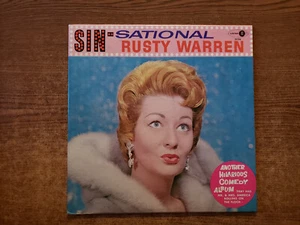 SIN-SATIONAL
RUSTY WARREN
ANOTHER
HILARIOUS
COMEDY
ALBUM